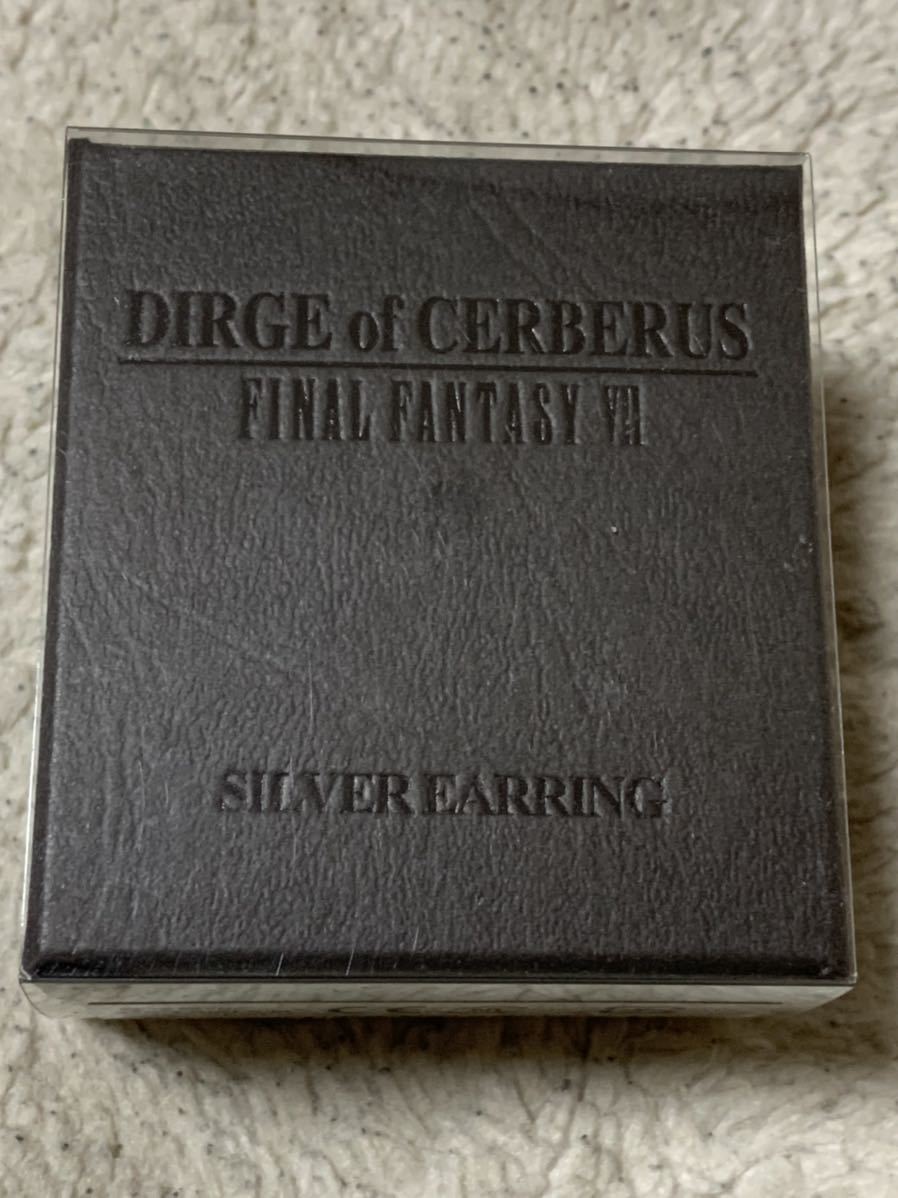 DIRGE of CERBERUS
FINAL FANTASY VII
SILVER EARRING